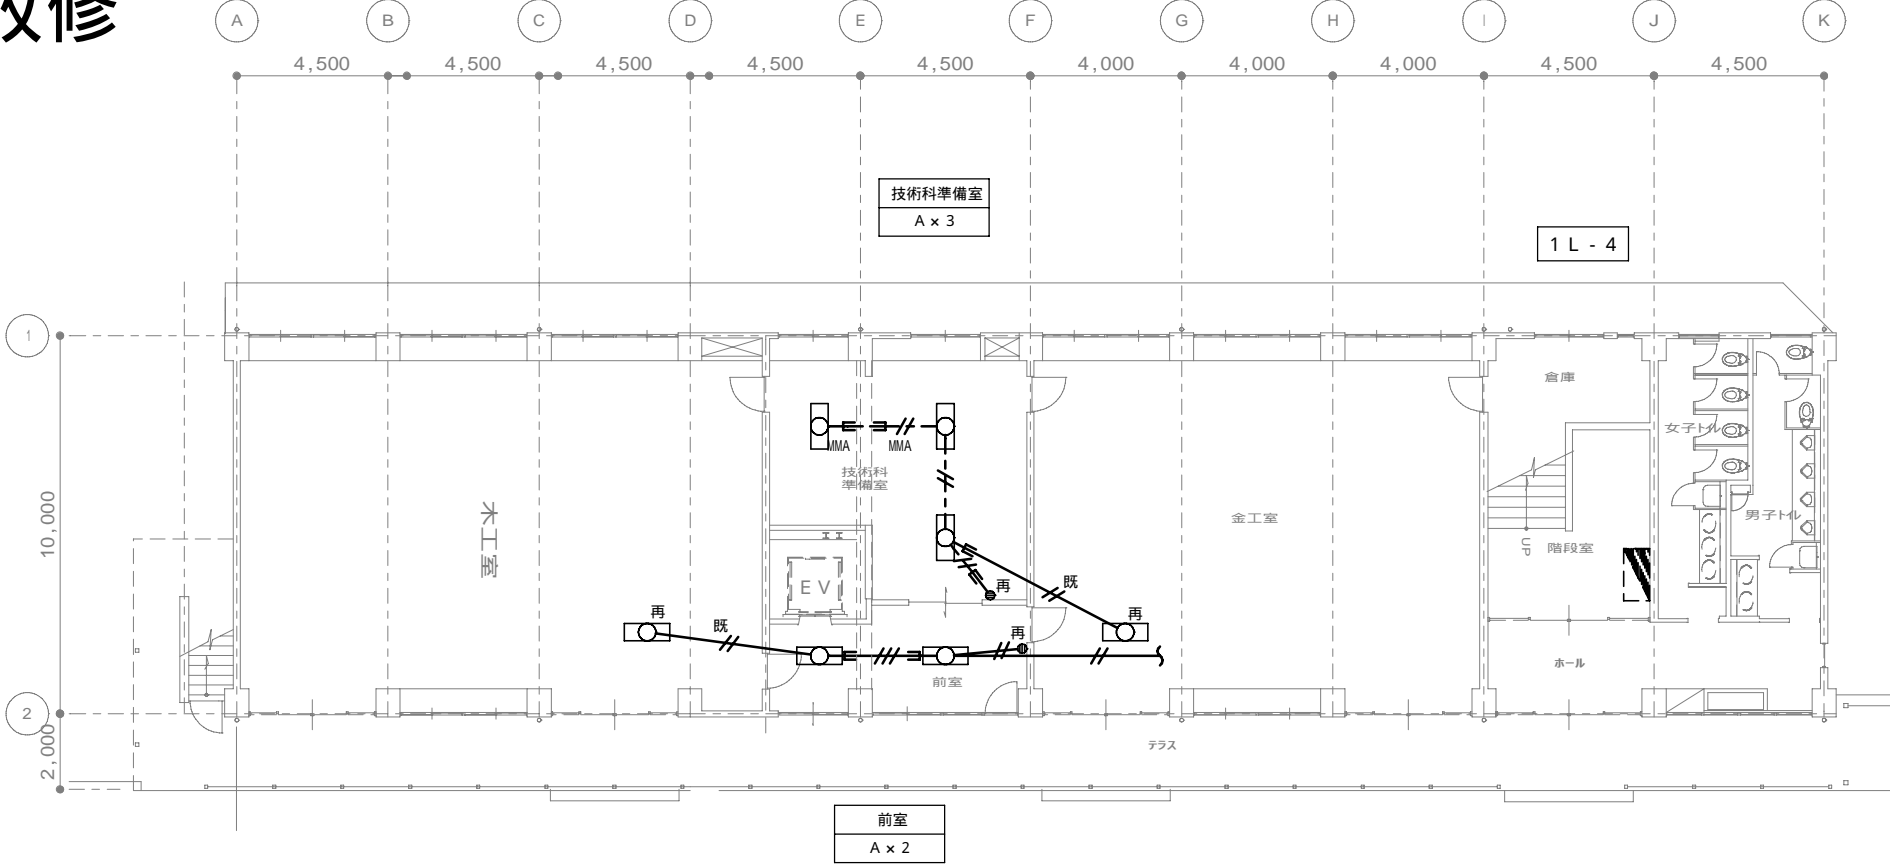 改修
A B C D E F G H I J K
4,500 4,500 4,500 4,500 4,500 4,000 4,000 4,000 4,500 4,500
技術科準備室
A × 3
1 L - 4
1
倉庫
女子トイレ
MMA MMA
技術科
準備室
木工室
金工室
男子トイレ
10,000
UP
階段室
E V
再
既
再
既
再
再
ホール
前室
2
テラス
2,000
前室
A × 2